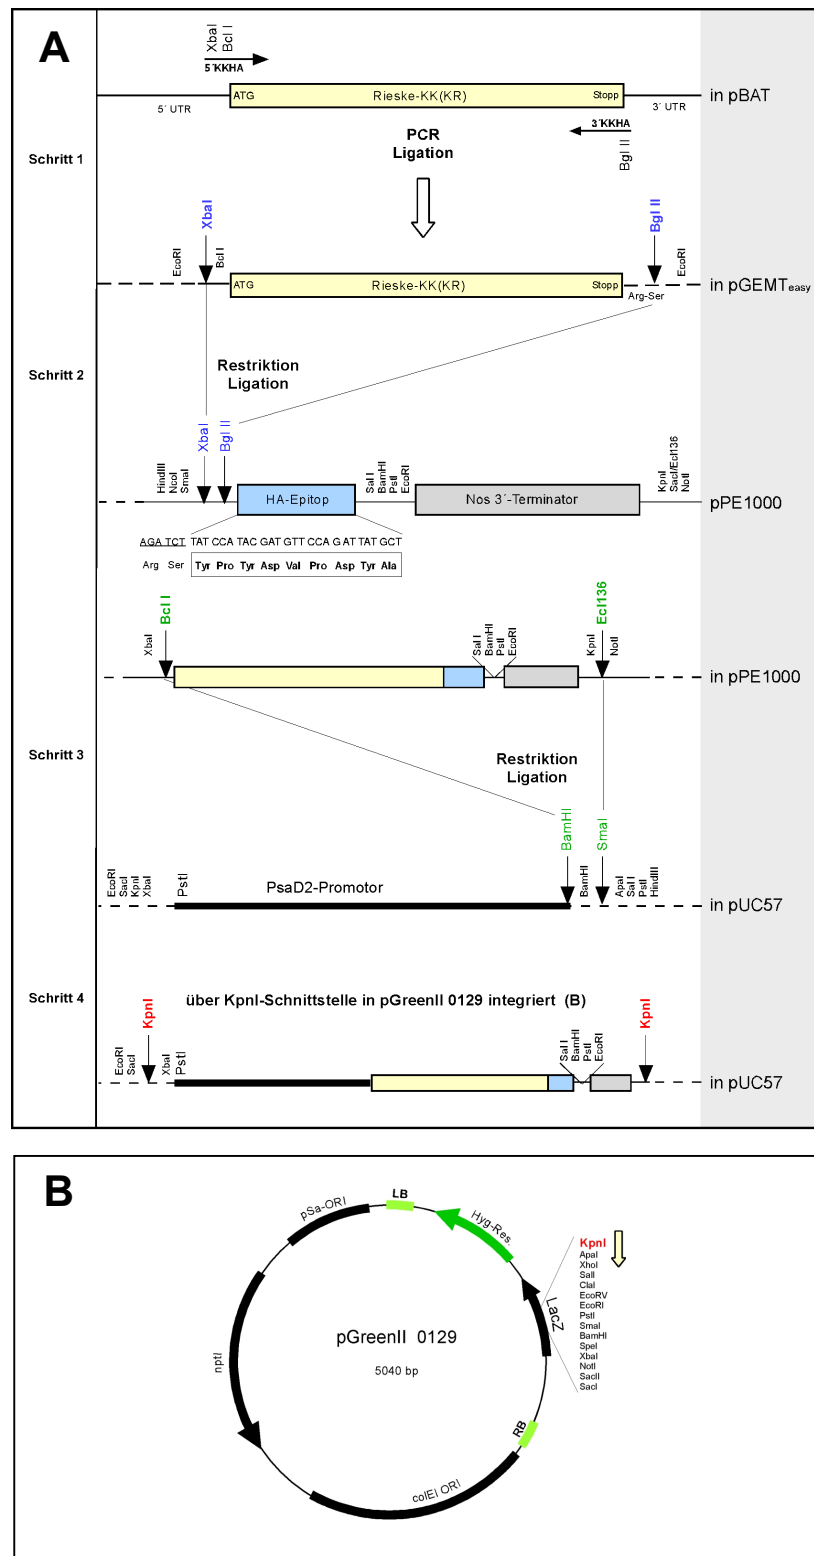 A
XbaI
Bcl I
5´KKHA
ATG
Rieske-KK(KR)
Stopp
in pBAT
5´ UTR
3´ UTR
3´KKHA
Bgl II
PCR
Ligation
Schritt 1
XbaI
Bgl II
EcoRI
Bcl I
EcoRI
ATG
Rieske-KK(KR)
Stopp
in pGEMTeasy
Arg-Ser
Restriktion
Ligation
Schritt 2
XbaI
Bgl II
HindIII
NcoI
SmaI
Sal I
BamHI
PstI
EcoRI
KpnI
SacI/Ecl136
NotI
HA-Epitop
Nos 3´-Terminator
pPE1000
AGA TCT TAT CCA TAC GAT GTT CCA GAT TAT GCT
Arg Ser Tyr Pro Tyr Asp Val Pro Asp Tyr Ala
Bcl I
Ecl136
XbaI
Sal I
BamHI
PstI
EcoRI
KpnI
NotI
in pPE1000
Schritt 3
Restriktion
Ligation
BamHI
SmaI
EcoRI
SacI
KpnI
XbaI
PstI
PsaD2-Promotor
BamHI
ApaI
Sal I
PstI
HindIII
in pUC57
Schritt 4
über KpnI-Schnittstelle in pGreenII 0129 integriert (B)
KpnI
KpnI
EcoRI
SacI
XbaI
PstI
Sal I
BamHI
PstI
EcoRI
in pUC57
B
LB
pSa-ORI
Hyg-Res.
LacZ
KpnI
ApaI
XhoI
SalI
ClaI
EcoRV
EcoRI
PstI
SmaI
BamHI
SpeI
XbaI
NotI
SacII
SacI
pGreenII 0129
5040 bp
nptI
RB
colEI ORI